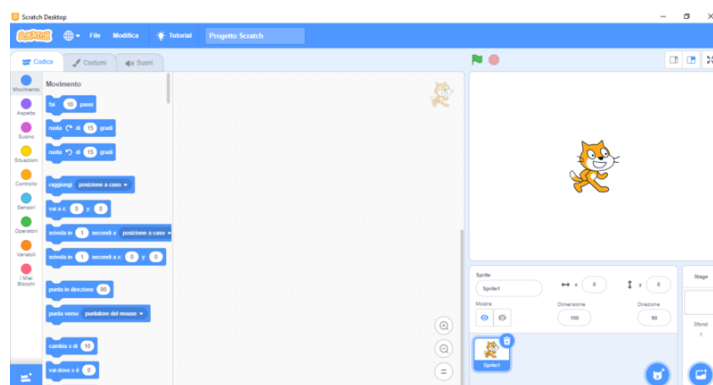 Scratch Desktop
SCRATCH File Modifica Tutorial Progetto Scratch
Codice Costumi Suoni
Movimento
Aspetto
Suono
Situazioni
Controllo
Sensori
Operatori
Variabili
I Miei Blocchi
Movimento
fai 10 passi
ruota di 15 gradi
ruota di 15 gradi
raggiungi posizione a caso
vai a x: 0 y: 0
scivola in 1 secondi a posizione a caso
scivola in 1 secondi a x: 0 y: 0
punta in direzione 90
punta verso puntatore del mouse
cambia x di 10
vai dove x è 0
Sprite
Sprite1 x 0 y 0
Mostra Dimensione Direzione
100 90
Sprite1
Stage
Sfondi
1